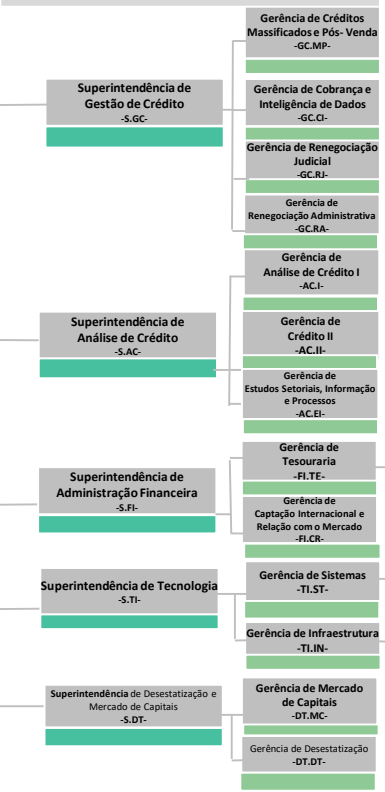 Gerência de Créditos
Massificados e Pós- Venda
-GC.MP-
Superintendência de
Gestão de Crédito
-S.GC-
Gerência de Cobrança e
Inteligência de Dados
-GC.CI-
Gerência de Renegociação
Judicial
-GC.RJ-
Gerência de
Renegociação Administrativa
-GC.RA-
Superintendência de
Análise de Crédito
-S.AC-
Gerência de
Análise de Crédito I
-AC.I-
Gerência de
Crédito II
-AC.II-
Gerência de
Estudos Setoriais, Informação
e Processos
-AC.EI-
Superintendência de
Administração Financeira
-S.FI-
Gerência de
Tesouraria
-FI.TE-
Gerência de
Captação Internacional e
Relação com o Mercado
-FI.CR-
Superintendência de Tecnologia
-S.TI-
Gerência de Sistemas
-TI.ST-
Gerência de Infraestrutura
-TI.IN-
Superintendência de Desestatização e
Mercado de Capitais
-S.DT-
Gerência de Mercado
de Capitais
-DT.MC-
Gerência de Desestatização
-DT.DT-